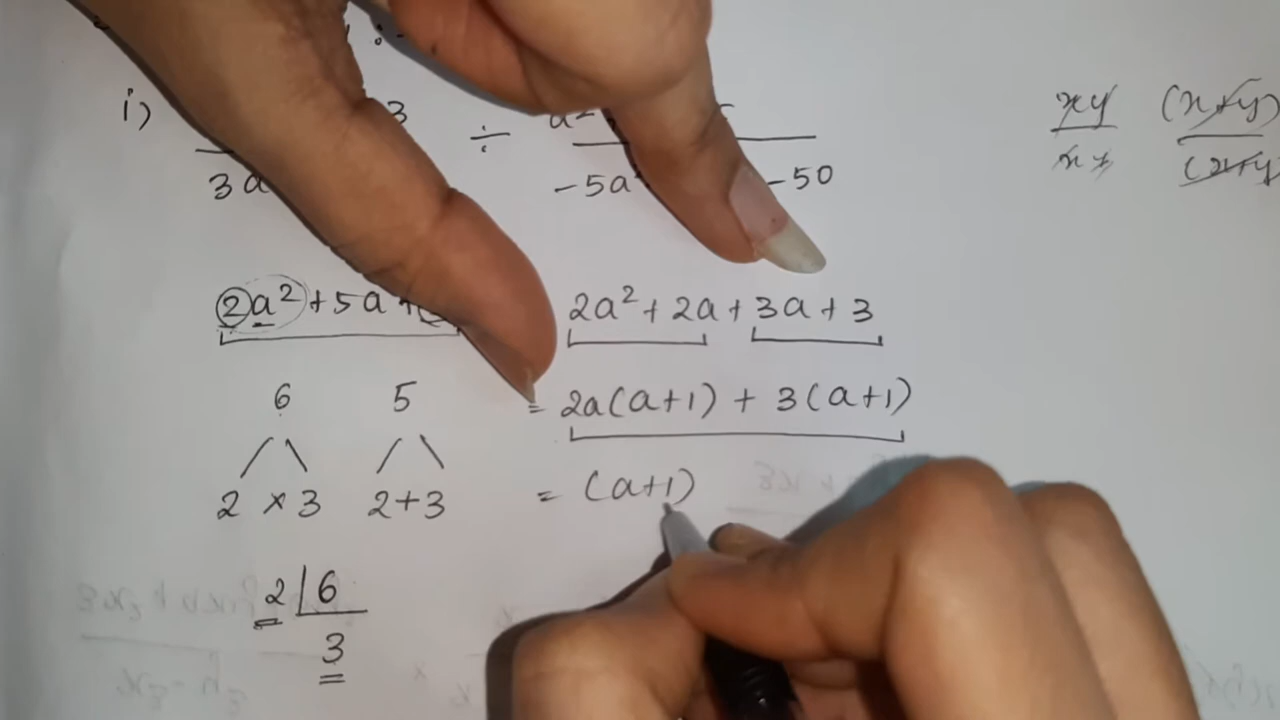 i) 3 ÷ a²
3a -5a -50
xy (x+y)
(x+y)
2a² + 5a + 2a² + 2a + 3a + 3
6 5 = 2a(a+1) + 3(a+1)
2 × 3 2+3 = (a+1)
2 6
3